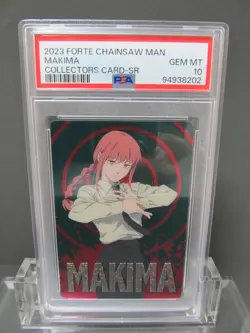 2023 FORTE CHAINSAW MAN
MAKIMA
GEM MT
COLLECTORS CARD-SR
10
PSA
94938202
MAKIMA